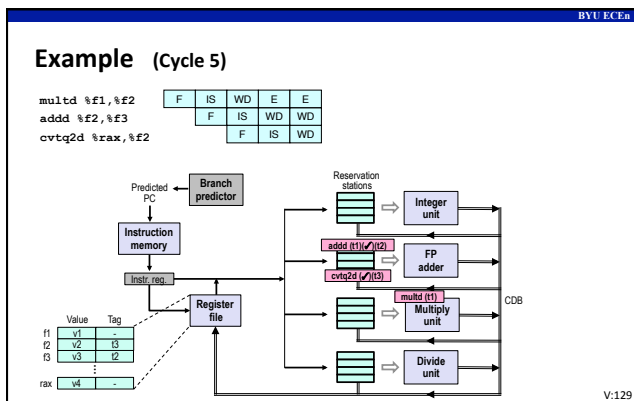 BYU ECEn
Example (Cycle 5)
multd %f1,%f2 F IS WD E E
addd %f2,%f3 F IS WD WD
cvtq2d %rax,%f2 F IS WD
Reservation
stations
Predicted
PC
Branch
predictor
Instruction
memory
Instr. reg.
Register
file
Integer
unit
addd (t1)(✓)(t2)
FP
adder
cvtq2d (✓)(t3)
multd (t1)
Multiply
unit
CDB
Divide
unit
Value Tag
f1 v1 -
f2 v2 t3
f3 v3 t2
⋮
rax v4 -
V:129